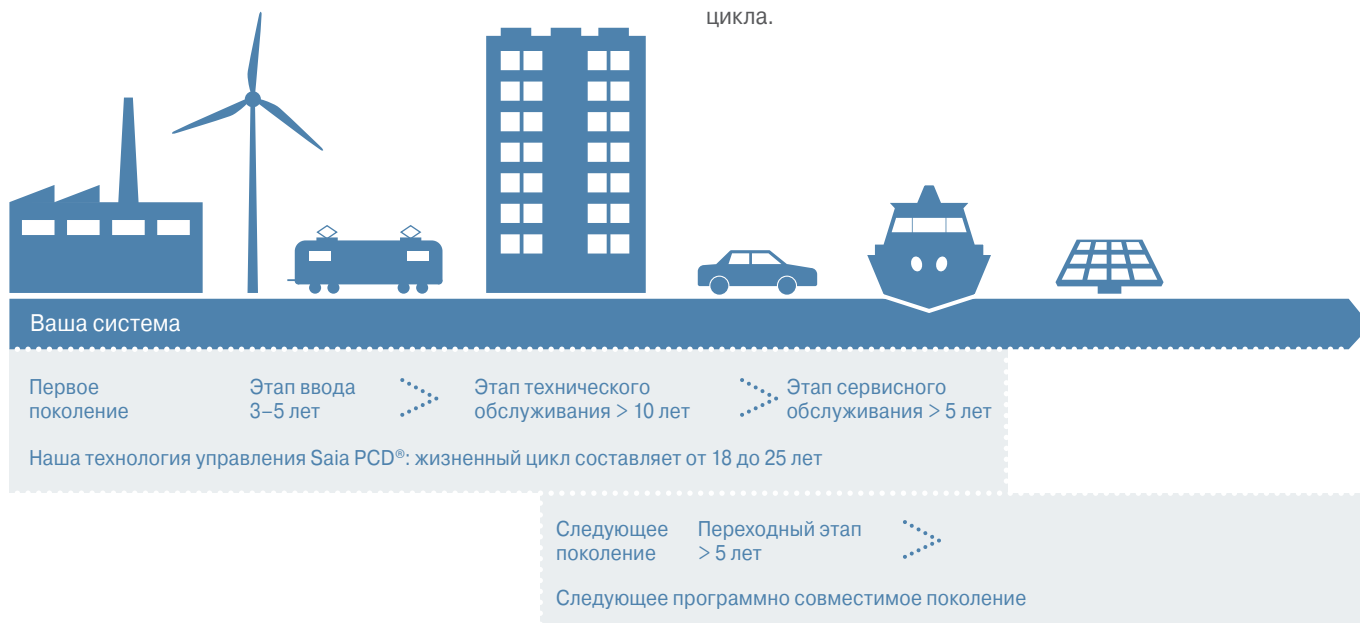 цикла.
Ваша система
Первое
поколение
Этап ввода
3–5 лет
Этап технического
обслуживания > 10 лет
Этап сервисного
обслуживания > 5 лет
Наша технология управления Saia PCD®: жизненный цикл составляет от 18 до 25 лет
Следующее
поколение
Переходный этап
> 5 лет
Следующее программно совместимое поколение